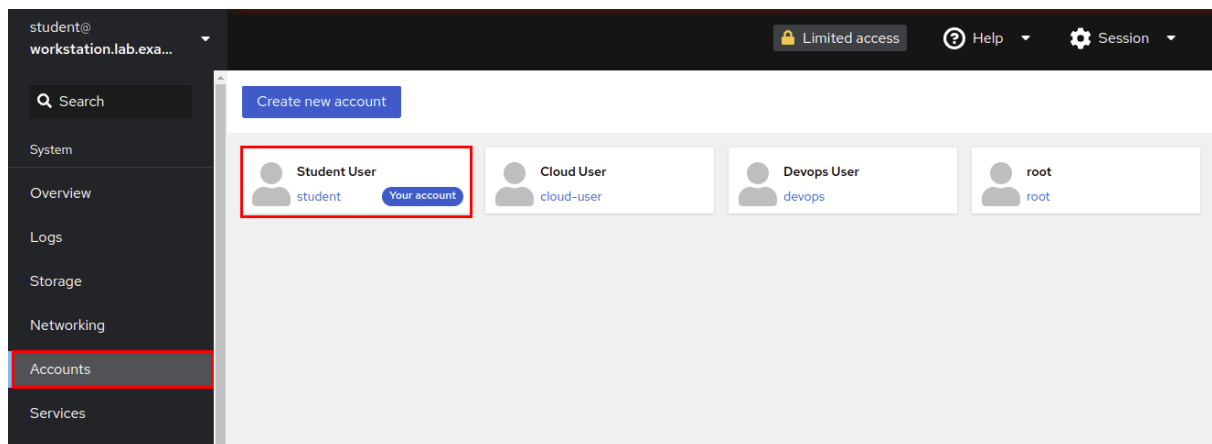 student@
workstation.lab.exa...
Limited access
Help
Session
Search
Create new account
System
Overview
Logs
Storage
Networking
Accounts
Services
Student User
student
Your account
Cloud User
cloud-user
Devops User
devops
root
root